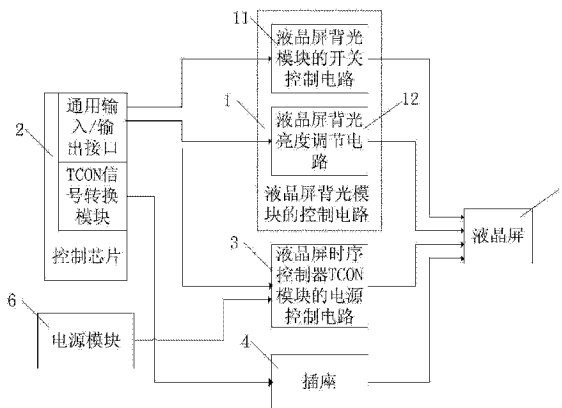 11
液晶屏背光
模块的开关
控制电路
1
12
液晶屏背光
亮度调节电
路
液晶屏背光模
块的控制电路
2
通用输
入/输
出接口
TCON信
号转换
模块
控制芯片
3
液晶屏时序
控制器TCON
模块的电源
控制电路
液晶屏
6
电源模块
4
插座